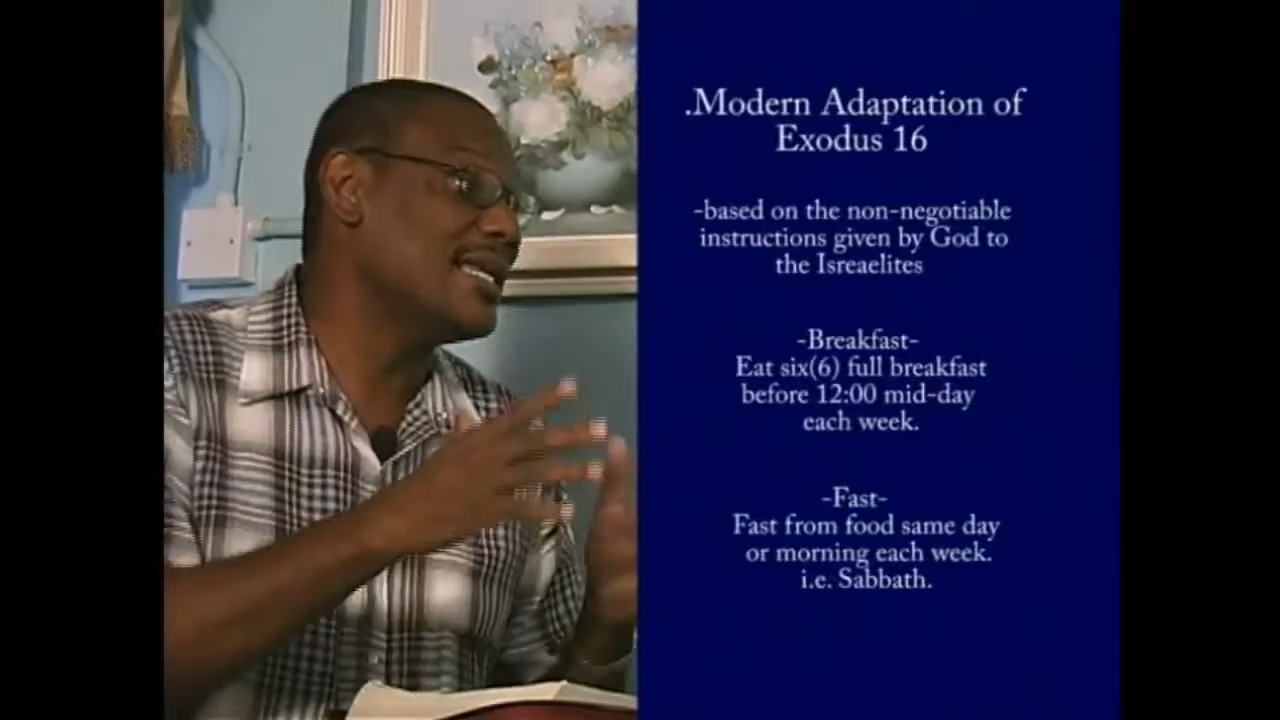 .Modern Adaptation of
Exodus 16
-based on the non-negotiable
instructions given by God to
the Isreaelites
-Breakfast-
Eat six(6) full breakfast
before 12:00 mid-day
each week.
-Fast-
Fast from food same day
or morning each week.
i.e. Sabbath.